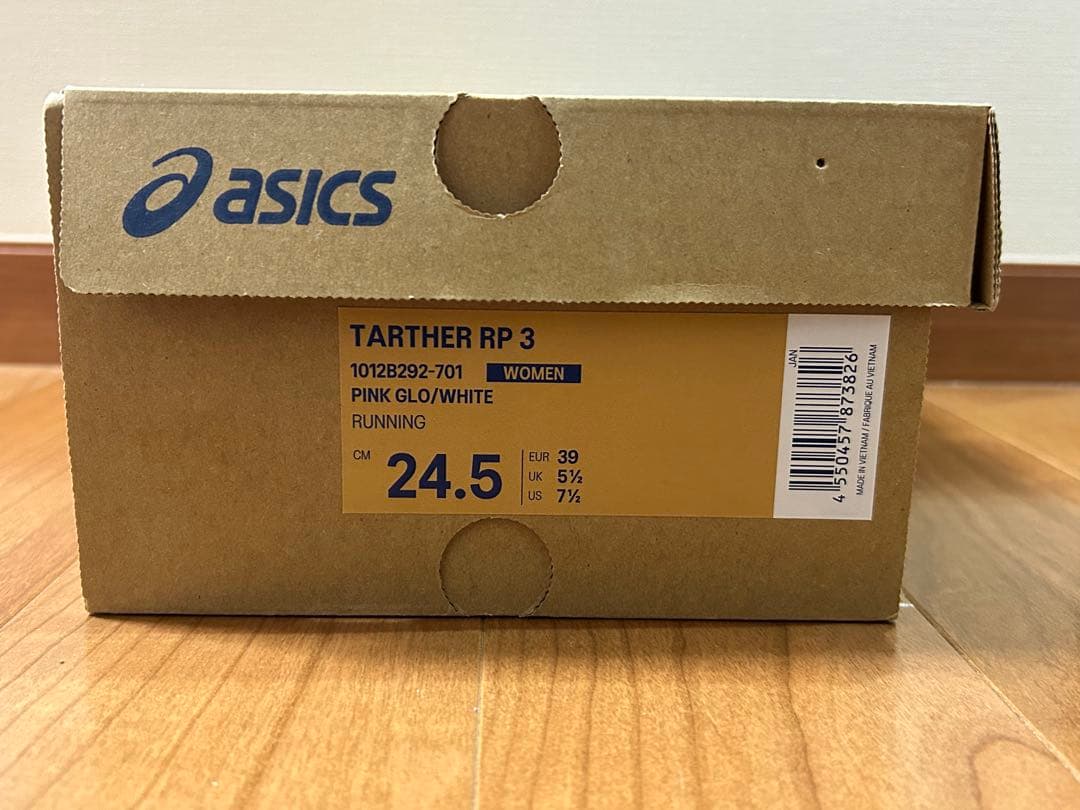 asics
TARTHER RP 3
1012B292-701 WOMEN
PINK GLO/WHITE
RUNNING
CM 24.5
EUR 39
UK 5½
US 7½
JAN
4 550457 873826
MADE IN VIETNAM / FABRIQUE AU VIETNAM